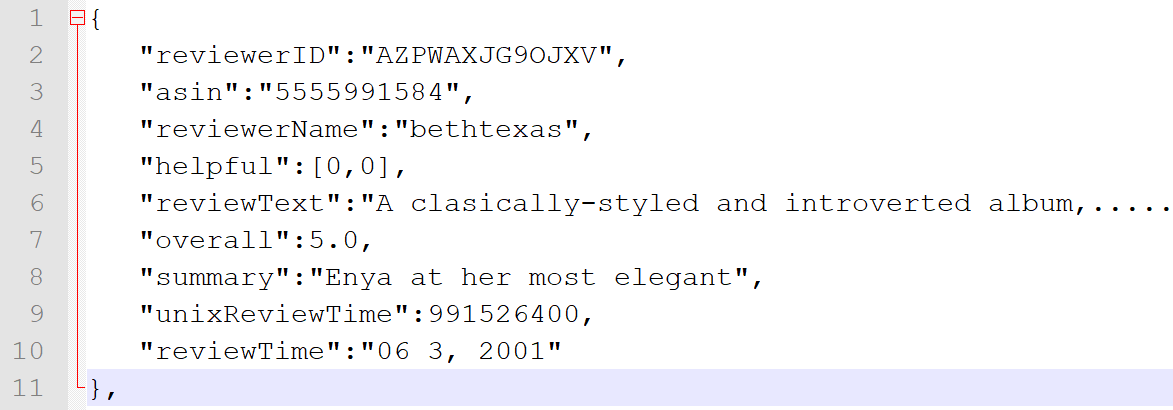 1 {
2 "reviewerID":"AZPWAXJG9OJXV",
3 "asin":"5555991584",
4 "reviewerName":"bethtexas",
5 "helpful":[0,0],
6 "reviewText":"A clasically-styled and introverted album,.....
7 "overall":5.0,
8 "summary":"Enya at her most elegant",
9 "unixReviewTime":991526400,
10 "reviewTime":"06 3, 2001"
11 },